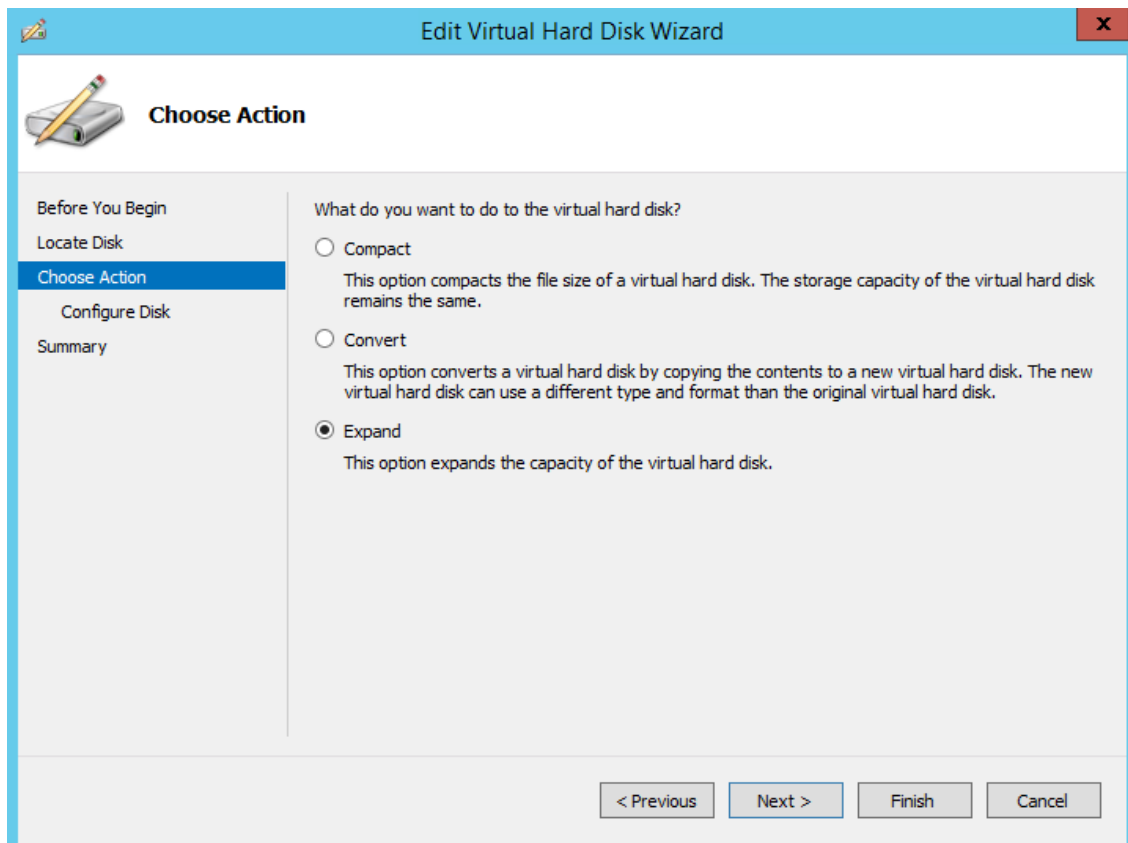 Edit Virtual Hard Disk Wizard
x
Choose Action
Before You Begin
Locate Disk
Choose Action
Configure Disk
Summary
What do you want to do to the virtual hard disk?
Compact
This option compacts the file size of a virtual hard disk. The storage capacity of the virtual hard disk
remains the same.
Convert
This option converts a virtual hard disk by copying the contents to a new virtual hard disk. The new
virtual hard disk can use a different type and format than the original virtual hard disk.
Expand
This option expands the capacity of the virtual hard disk.
< Previous
Next >
Finish
Cancel